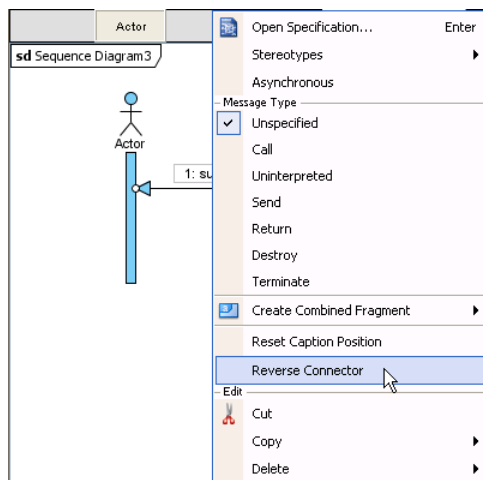 Actor
sd Sequence Diagram3
Actor
1: su
Open Specification... Enter
Stereotypes
Asynchronous
Message Type
Unspecified
Call
Uninterpreted
Send
Return
Destroy
Terminate
Create Combined Fragment
Reset Caption Position
Reverse Connector
Edit
Cut
Copy
Delete